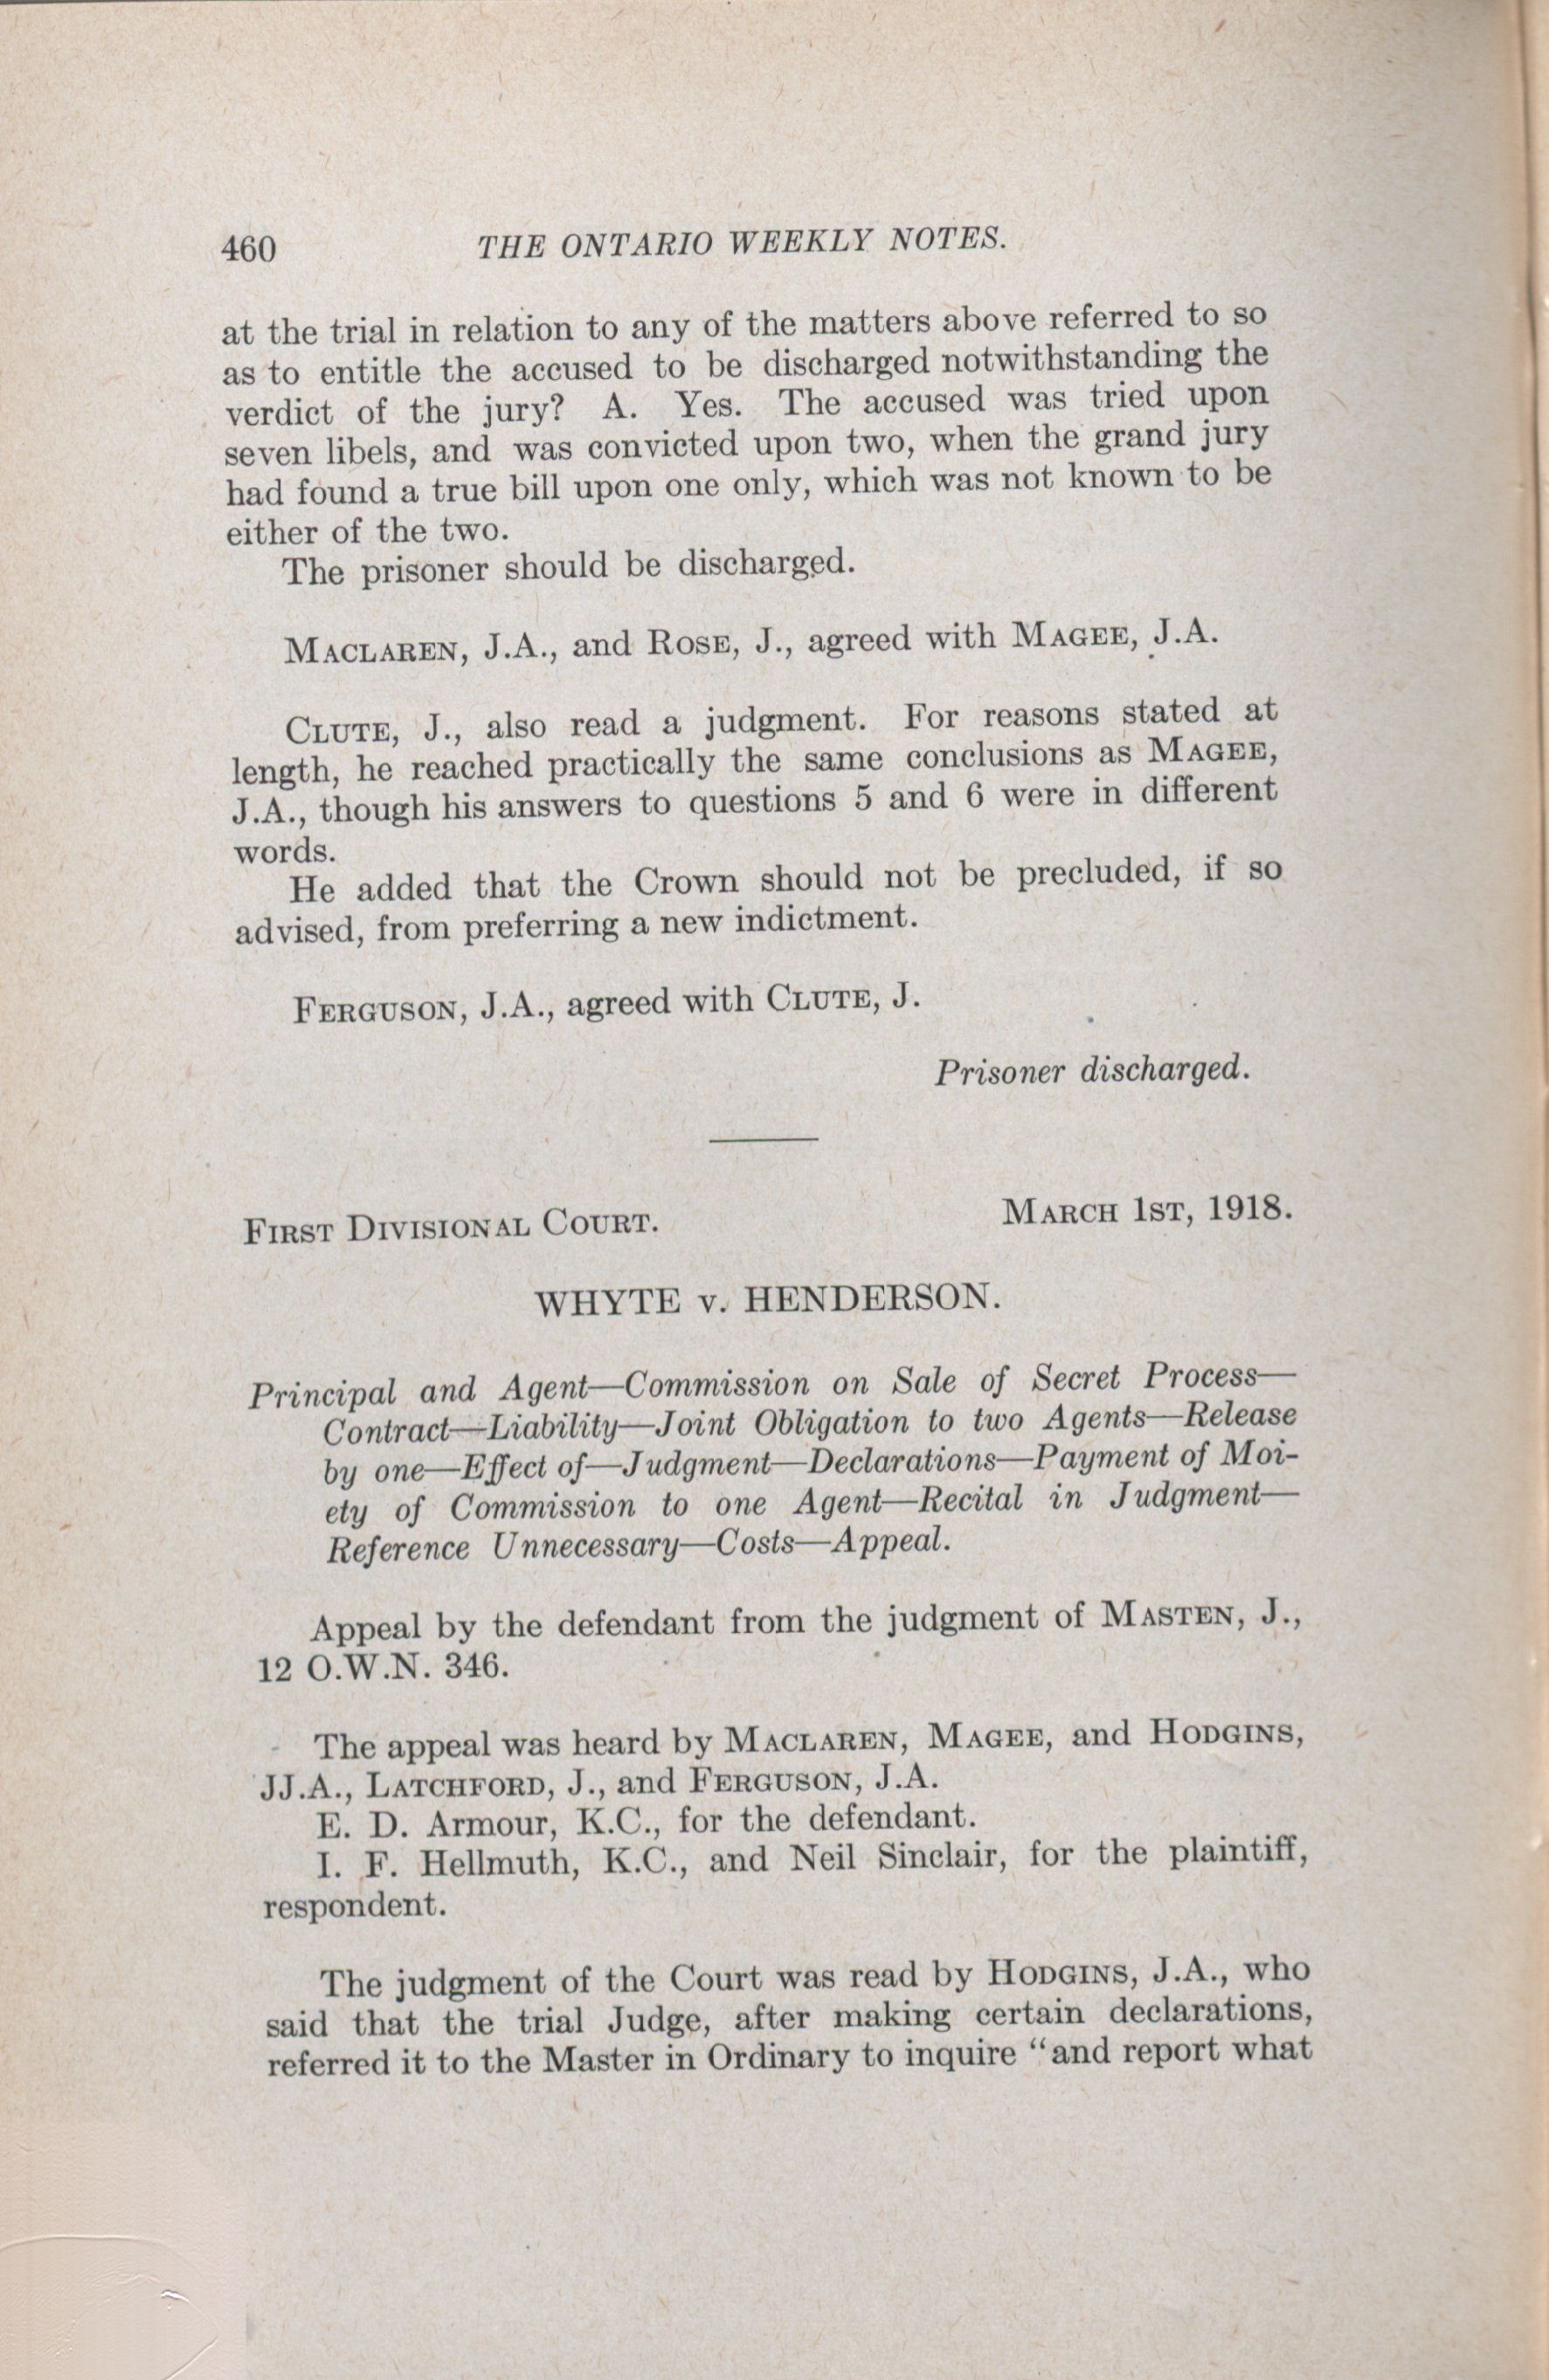 460 THE ONTARIO WEEKLY NOTES.
at the trial in relation to any of the matters above referred to so
as to entitle the accused to be discharged notwithstanding the
verdict of the jury? A. Yes. The accused was tried upon
seven libels, and was convicted upon two, when the grand jury
had found a true bill upon one only, which was not known to be
either of the two.
The prisoner should be discharged.
MACLAREN, J.A., and ROSE, J., agreed with MAGEE, J.A.
CLUTE, J., also read a judgment. For reasons stated at
length, he reached practically the same conclusions as MAGEE,
J.A., though his answers to questions 5 and 6 were in different
words.
He added that the Crown should not be precluded, if so
advised, from preferring a new indictment.
FERGUSON, J.A., agreed with CLUTE, J.
Prisoner discharged.
FIRST DIVISIONAL COURT. MARCH 1ST, 1918.
WHYTE v. HENDERSON.
Principal and Agent—Commission on Sale of Secret Process—
Contract—Liability—Joint Obligation to two Agents—Release
by one—Effect of—Judgment—Declarations—Payment of Moi-
ety of Commission to one Agent—Recital in Judgment—
Reference Unnecessary—Costs—Appeal.
Appeal by the defendant from the judgment of MASTEN, J.,
12 O.W.N. 346.
The appeal was heard by MACLAREN, MAGEE, and HODGINS,
JJ.A., LATCHFORD, J., and FERGUSON, J.A.
E. D. Armour, K.C., for the defendant.
I. F. Hellmuth, K.C., and Neil Sinclair, for the plaintiff,
respondent.
The judgment of the Court was read by HODGINS, J.A., who
said that the trial Judge, after making certain declarations,
referred it to the Master in Ordinary to inquire "and report what